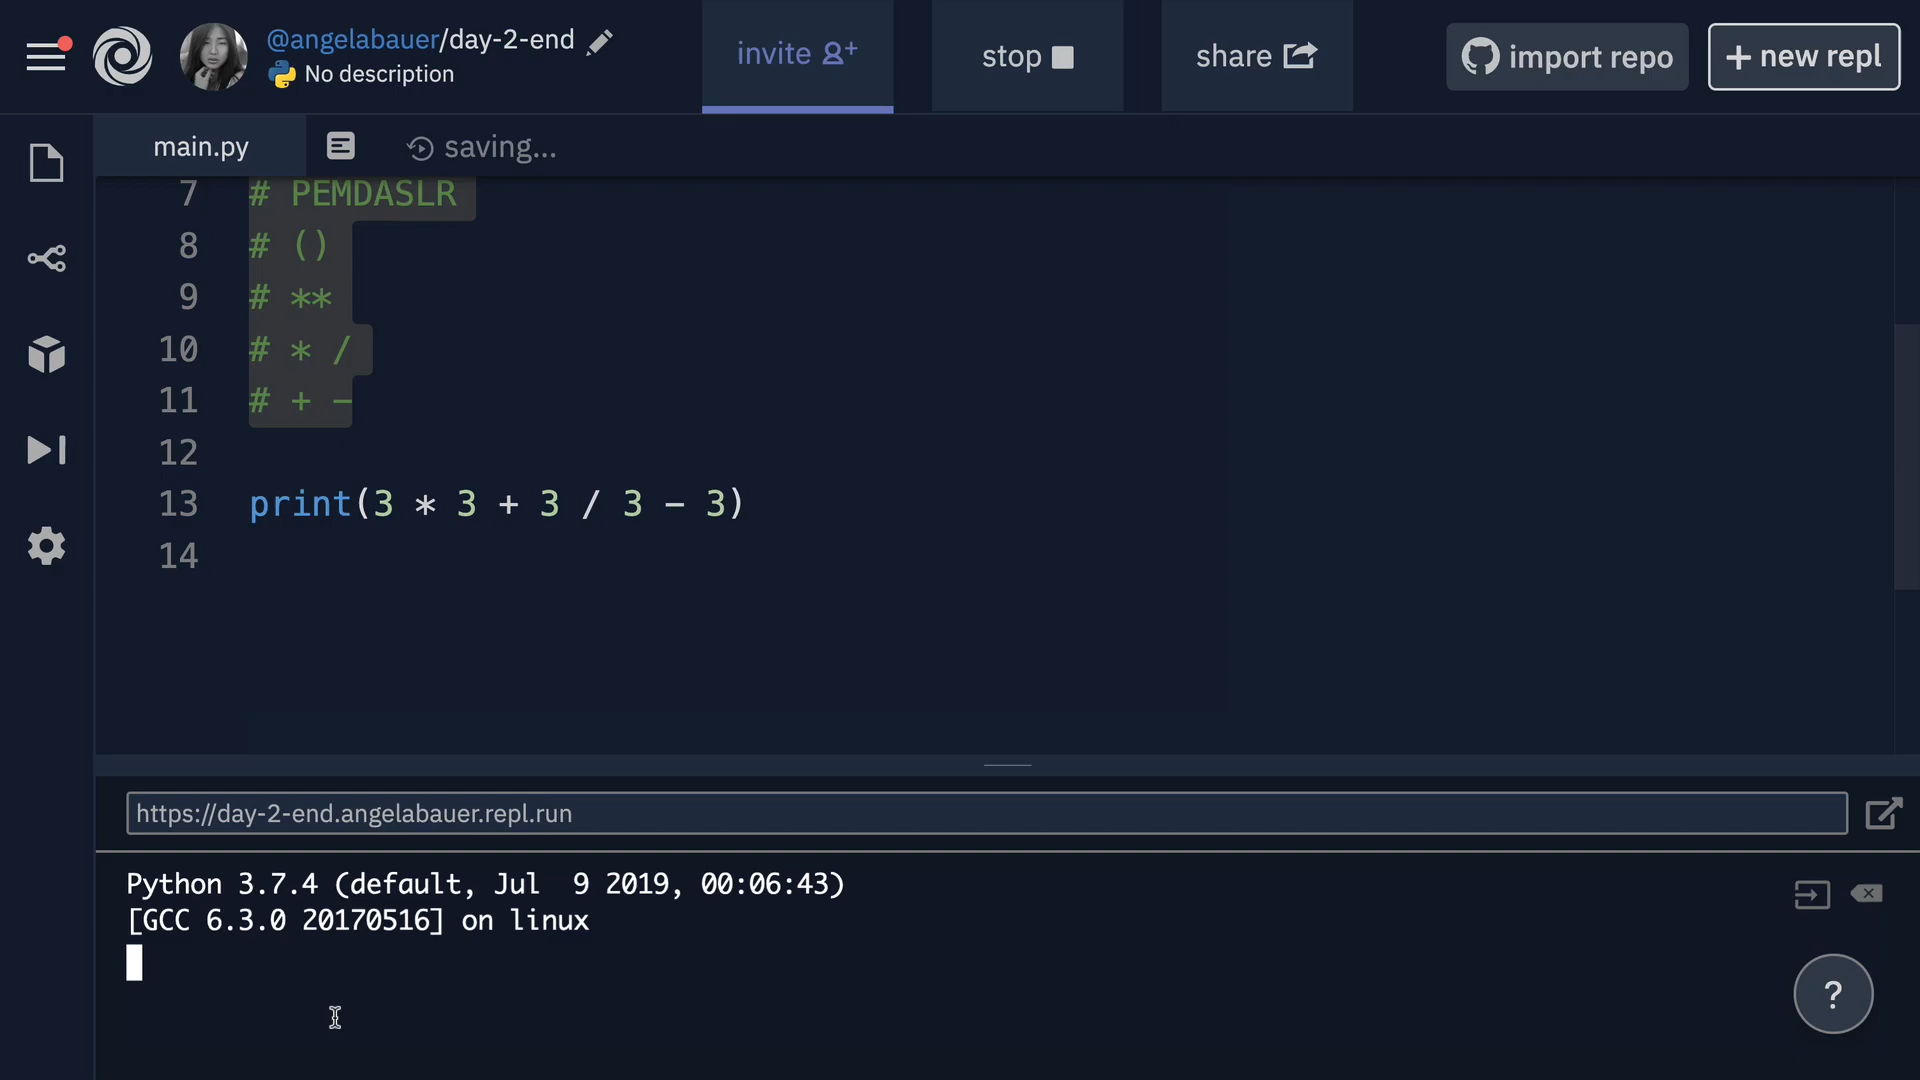 @angelabauer/day-2-end
No description
invite
stop
share
import repo
+ new repl
main.py
saving...
7 # PEMDASLR
8 # ()
9 # **
10 # * /
11 # + -
12
13 print(3 * 3 + 3 / 3 - 3)
14
https://day-2-end.angelabauer.repl.run
Python 3.7.4 (default, Jul  9 2019, 00:06:43)
[GCC 6.3.0 20170516] on linux
?